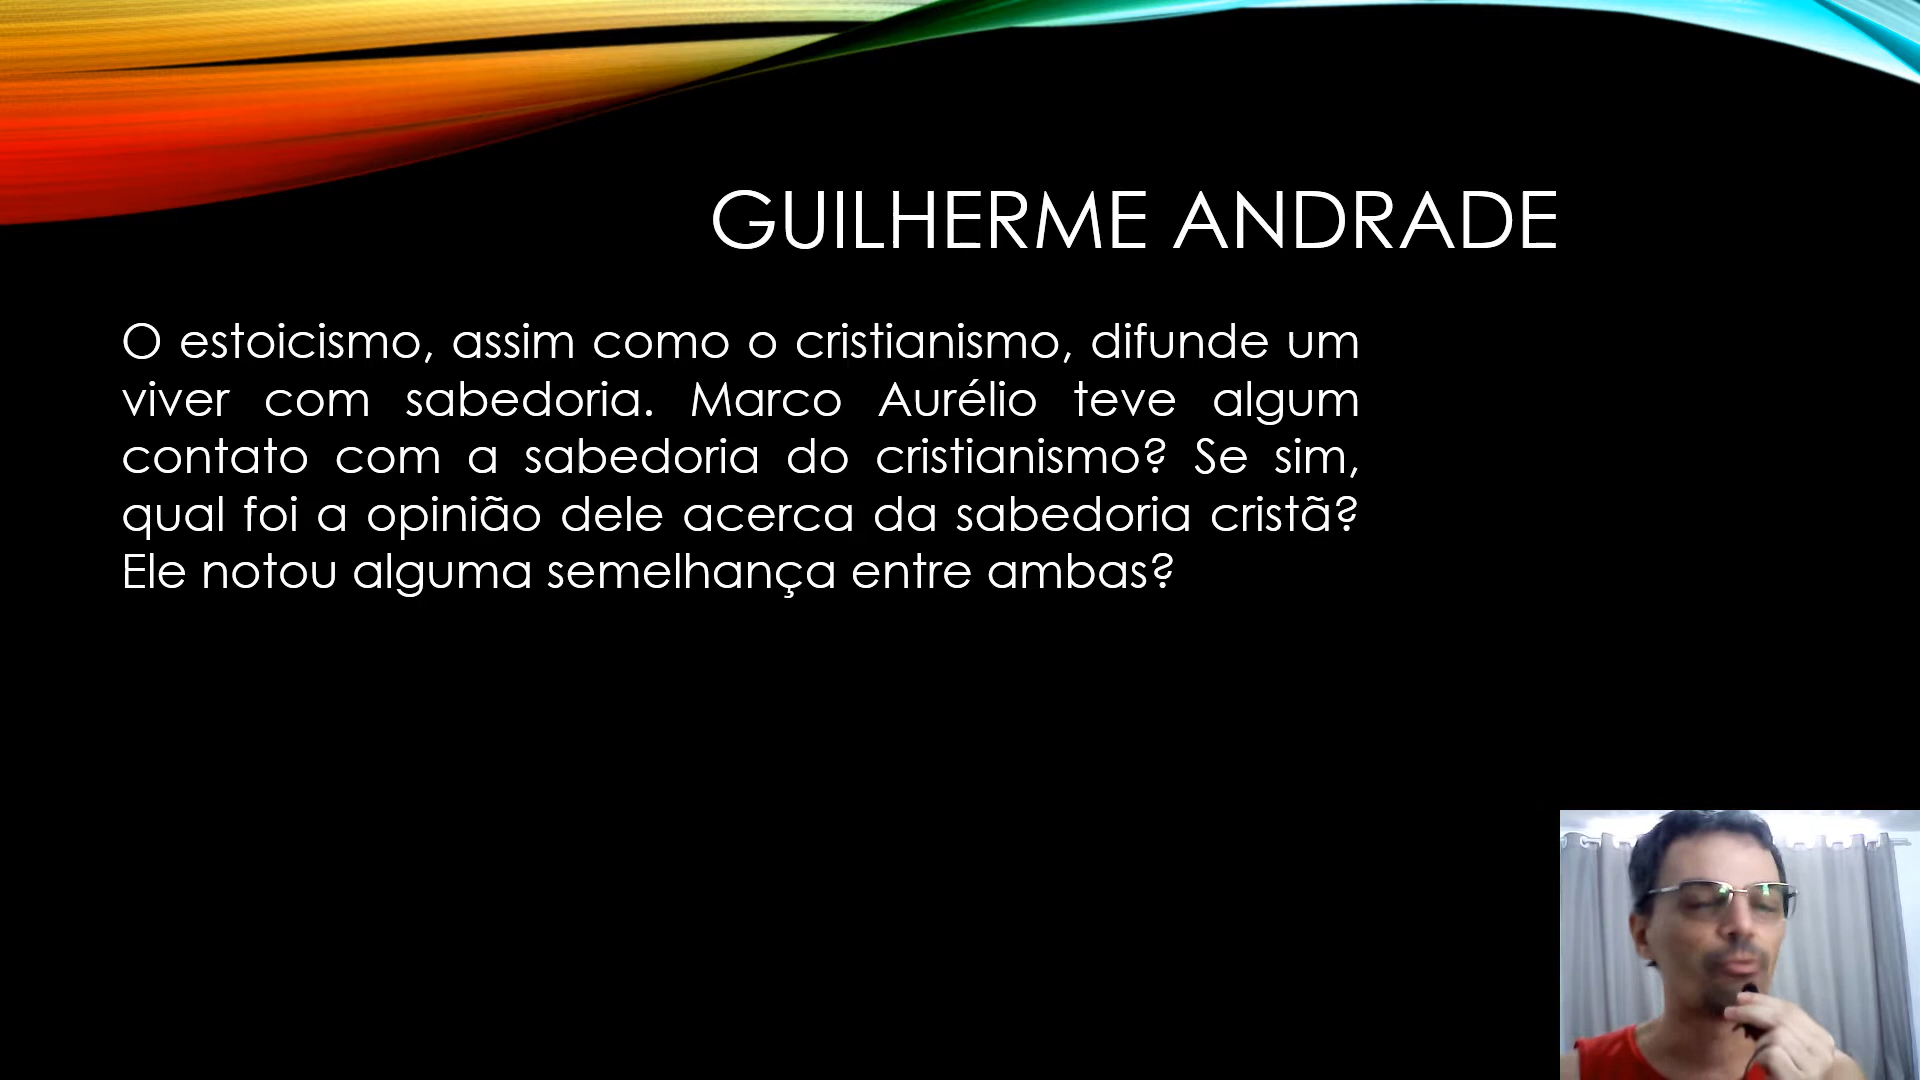 GUILHERME ANDRADE
O estoicismo, assim como o cristianismo, difunde um
viver com sabedoria. Marco Aurélio teve algum
contato com a sabedoria do cristianismo? Se sim,
qual foi a opinião dele acerca da sabedoria cristã?
Ele notou alguma semelhança entre ambas?